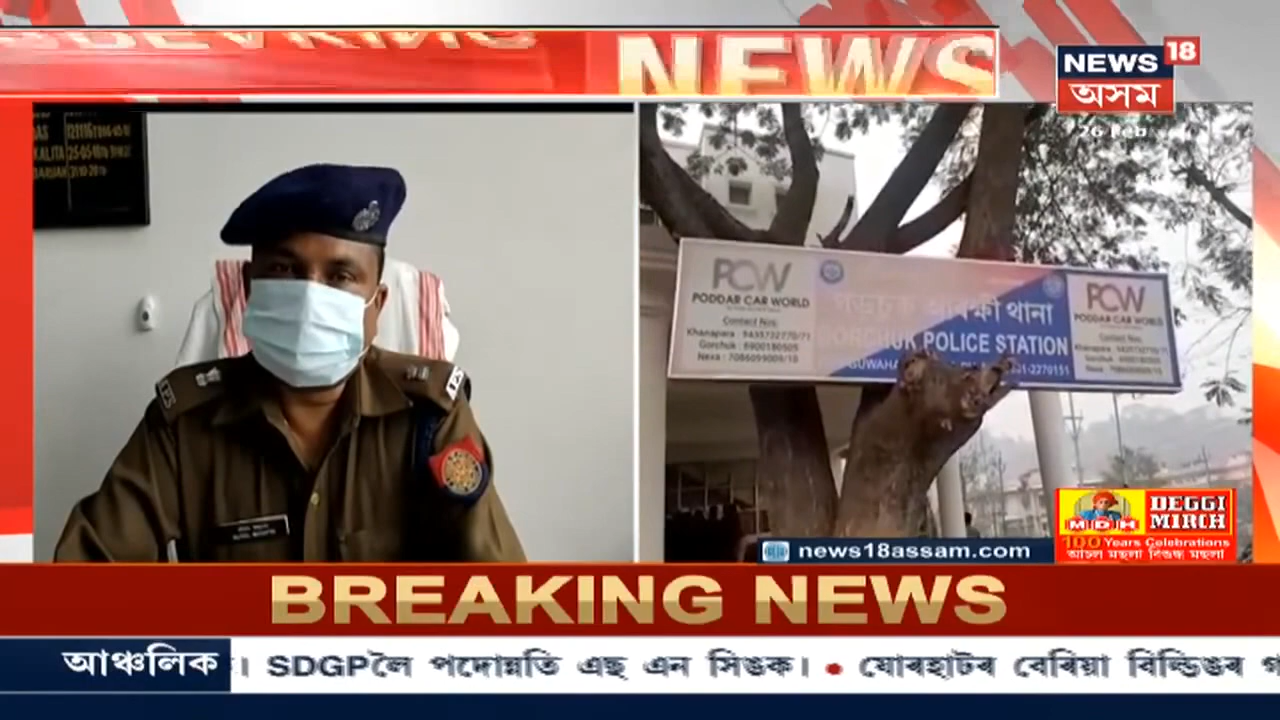 NEWS
NEWS 18
অসম
26 Feb
PCW
PODDAR CAR WORLD
Contact Nos:
Khanapara : 9435732770/71
Gorchuk : 6900180505
Nexa : 7086099009/10
গড়চুক আৰক্ষী থানা
GORCHUK POLICE STATION
PCW
PODDAR CAR WORLD
MDH
DEGGI
MIRCH
100 Years Celebrations
news18assam.com
BREAKING NEWS
আঞ্চলিক
। SDGPলৈ পদোন্নতি এছ এন সিঙক। • যোৰহাটৰ বেৰিয়া বিল্ডিঙৰ